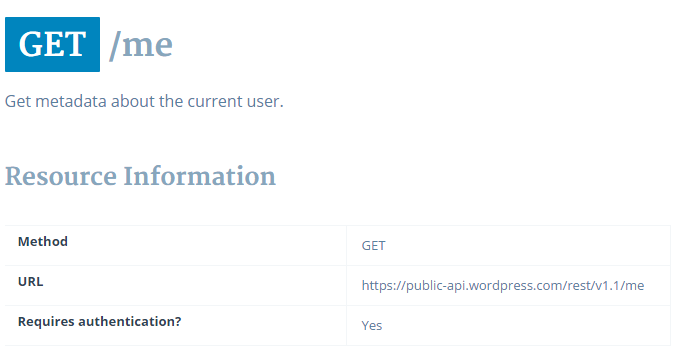 GET /me
Get metadata about the current user.
Resource Information
Method GET
URL https://public-api.wordpress.com/rest/v1.1/me
Requires authentication? Yes